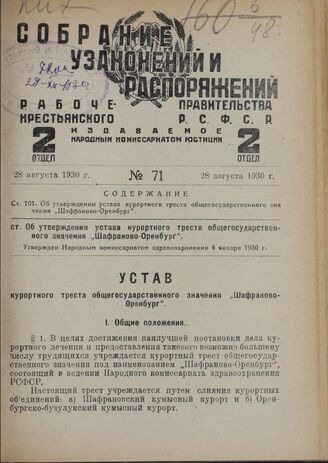 160 6/48.
СОБРАНИЕ
УЗАКОНЕНИЙ И
РАСПОРЯЖЕНИЙ
РАБОЧЕ- ПРАВИТЕЛЬСТВА
КРЕСТЬЯНСКОГО Р.С.Ф.С.Р.
2 ИЗДАВАЕМОЕ 2
ОТДЕЛ НАРОДНЫМ КОМИССАРИАТОМ ЮСТИЦИИ ОТДЕЛ
28 августа 1930 г. № 71 28 августа 1930 г.
СОДЕРЖАНИЕ.
Ст. 101. Об утверждении устава курортного треста общегосударственного зна
чения „Шафраново-Оренбург".
ст. Об утверждении устава курортного треста общегосударствен-
ного значения „Шафраново-Оренбург".
Утвержден Народным комиссариатом здравоохранения 4 января 1930 г.
УСТАВ
курортного треста общегосударственного значения „Шафраново-
Оренбург".
I. Общие положения.
§ 1. В целях достижения наилучшей постановки дела ку-
рортного лечения и предоставления такового возможно большему
числу трудящихся учреждается курортный трест общегосудар-
ственного значения под наименованием „Шафраново-Оренбург",
состоящий в ведении Народного комиссариата здравоохранения
РСФСР.
Настоящий трест учреждается путем слияния курортных
об'единений: а) Шафрановский кумысный курорт и б) Орен-
бургско-бузулукский кумысный курорт.